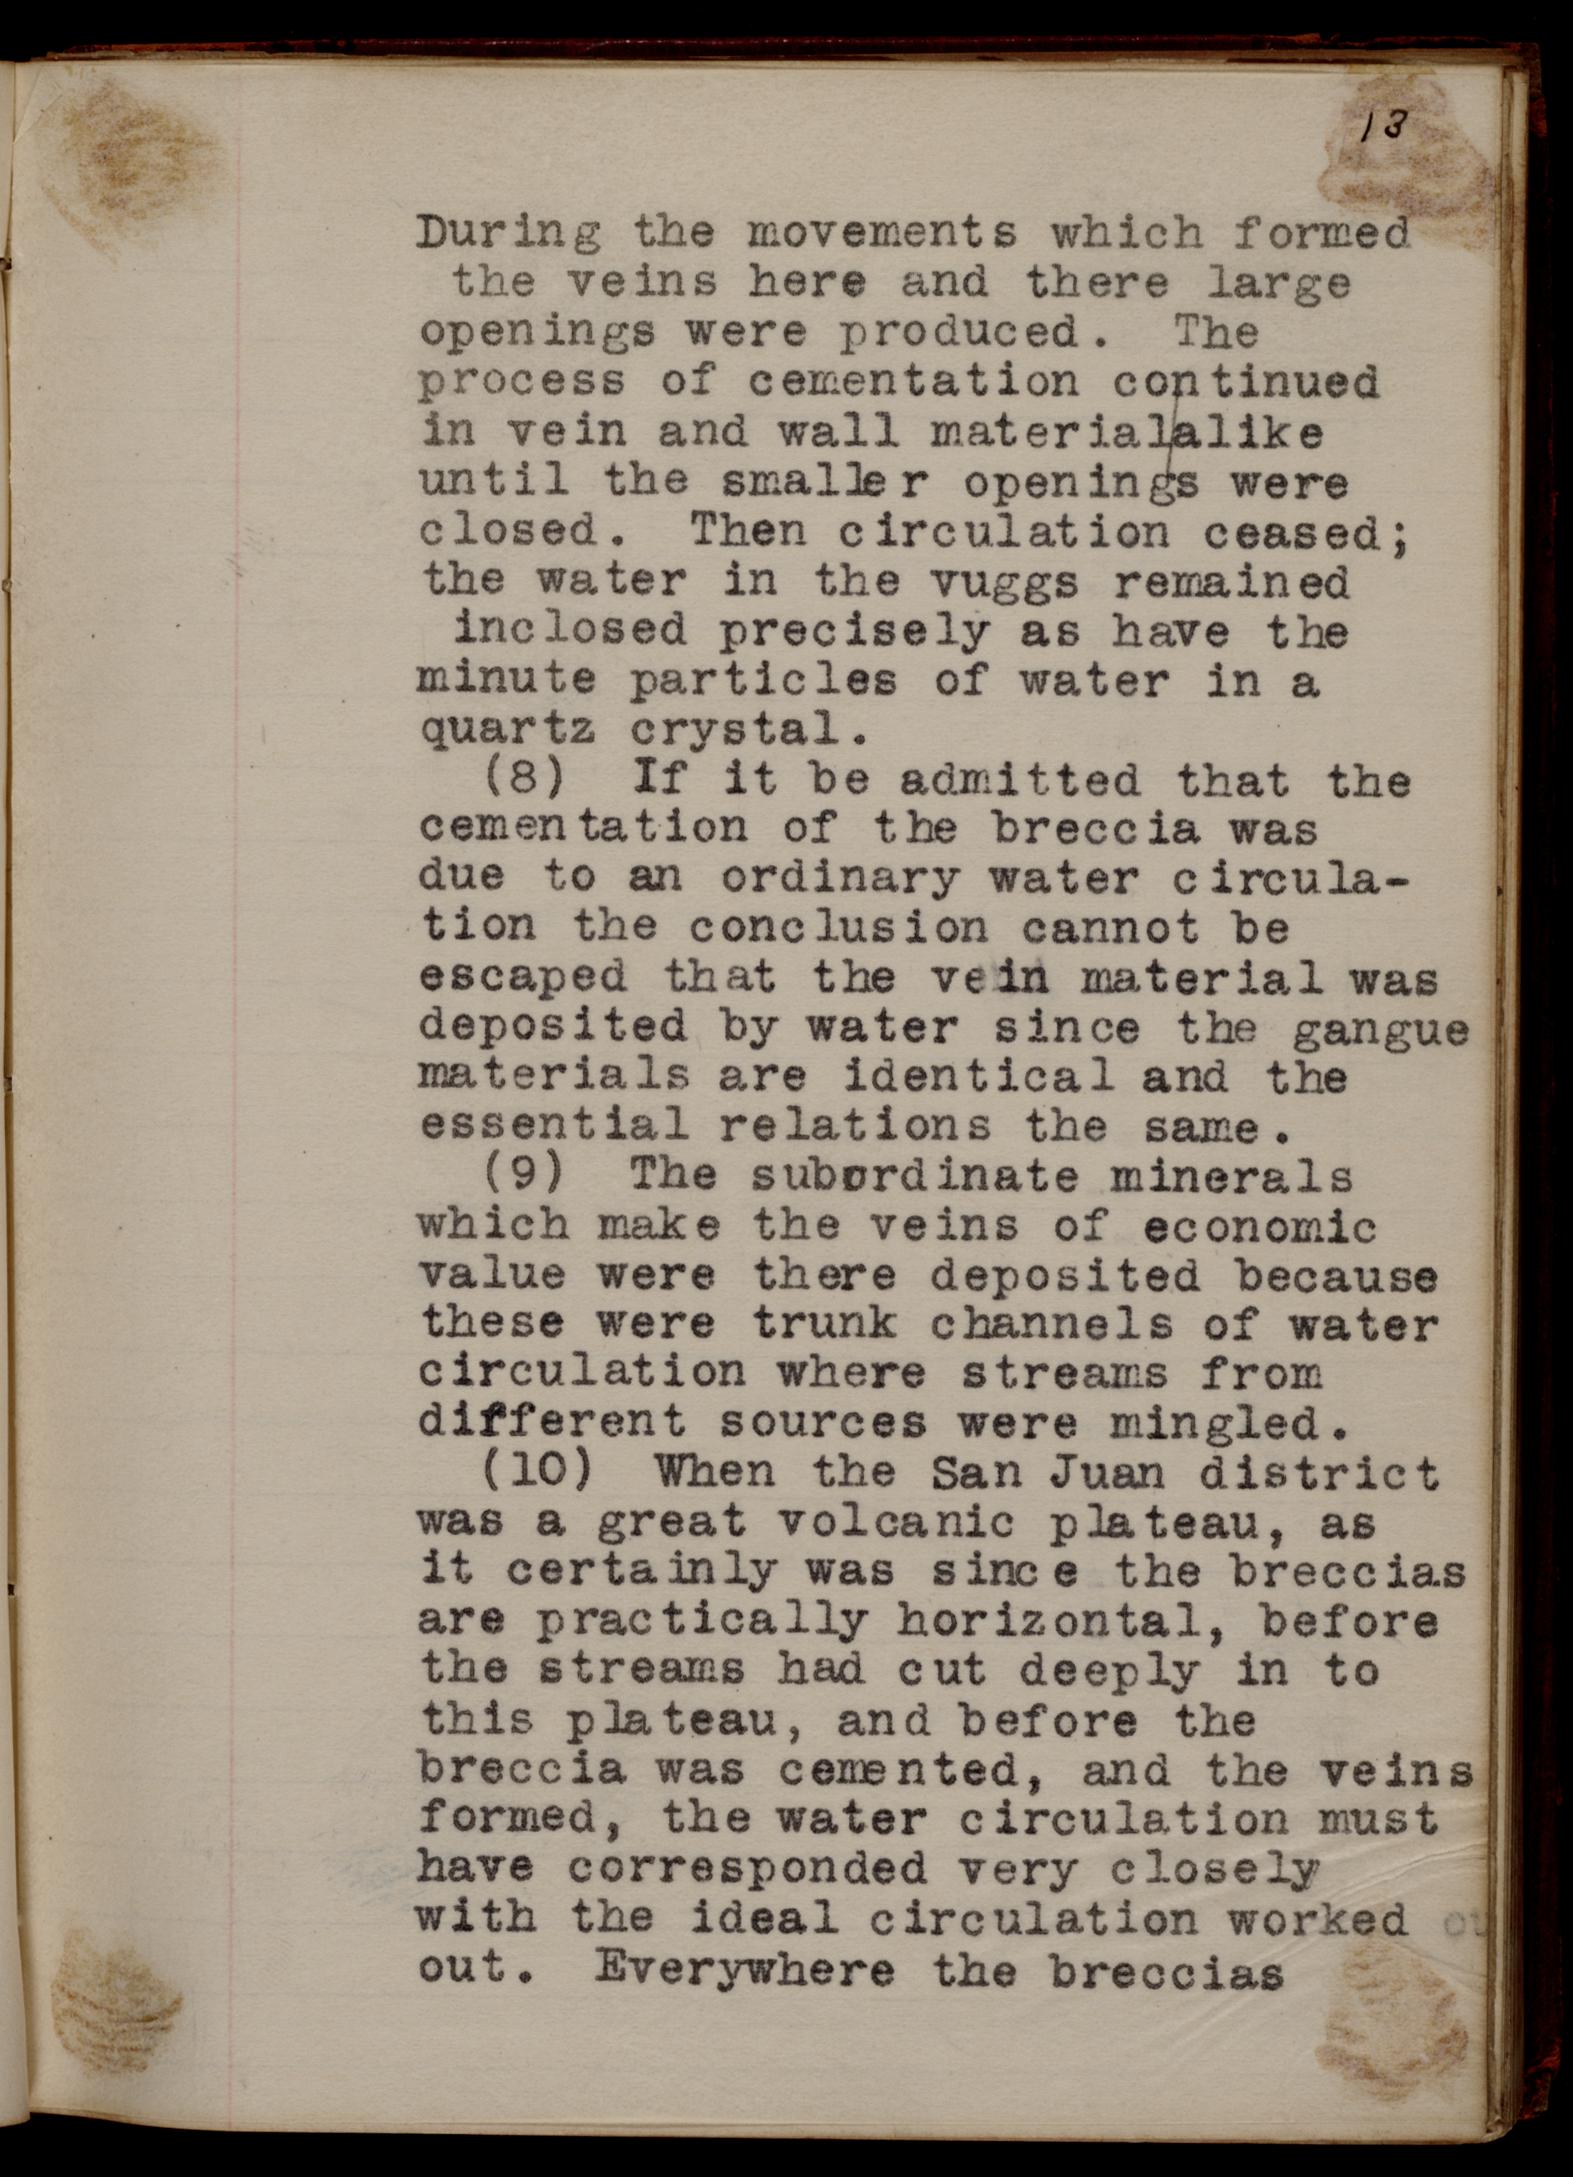 13
During the movements which formed
the veins here and there large
openings were produced. The
process of cementation continued
in vein and wall material/alike
until the smaller openings were
closed. Then circulation ceased;
the water in the vuggs remained
inclosed precisely as have the
minute particles of water in a
quartz crystal.
(8) If it be admitted that the
cementation of the breccia was
due to an ordinary water circula-
tion the conclusion cannot be
escaped that the vein material was
deposited by water since the gangue
materials are identical and the
essential relations the same.
(9) The subordinate minerals
which make the veins of economic
value were there deposited because
these were trunk channels of water
circulation where streams from
different sources were mingled.
(10) When the San Juan district
was a great volcanic plateau, as
it certainly was since the breccias
are practically horizontal, before
the streams had cut deeply in to
this plateau, and before the
breccia was cemented, and the veins
formed, the water circulation must
have corresponded very closely
with the ideal circulation worked ou
out. Everywhere the breccias